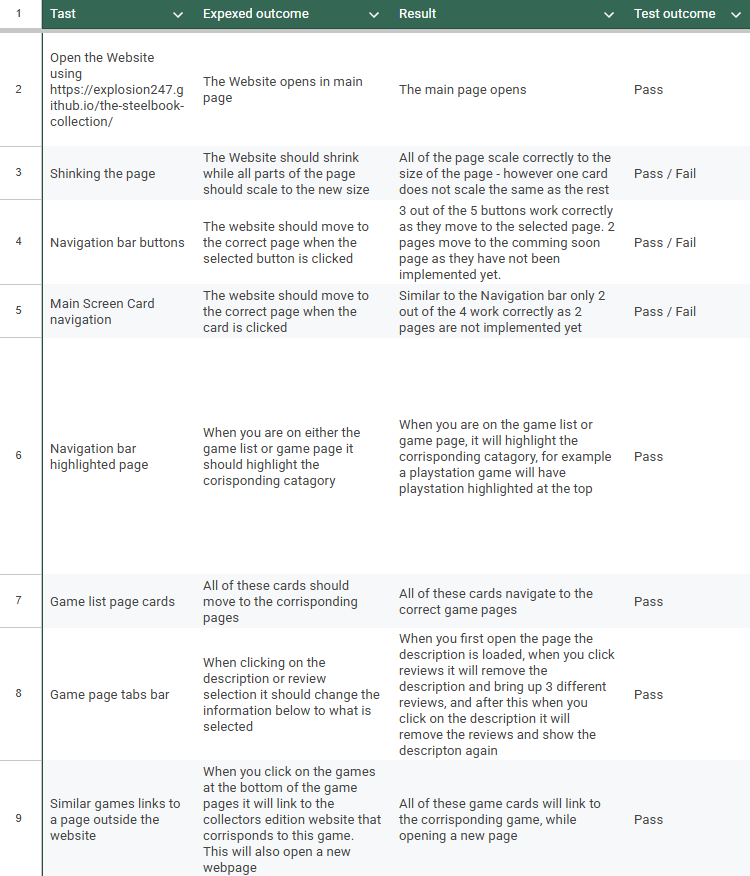 1 Tast Expexed outcome Result Test outcome
2
Open the Website
using
https://explosion247.g
ithub.io/the-steelbook-
collection/
The Website opens in main
page
The main page opens
Pass
3
Shinking the page
The Website should shrink
while all parts of the page
should scale to the new size
All of the page scale correctly to the
size of the page - however one card
does not scale the same as the rest
Pass / Fail
4
Navigation bar buttons
The website should move to
the correct page when the
selected button is clicked
3 out of the 5 buttons work correctly
as they move to the selected page. 2
pages move to the comming soon
page as they have not been
implemented yet.
Pass / Fail
5
Main Screen Card
navigation
The website should move to
the correct page when the
card is clicked
Similar to the Navigation bar only 2
out of the 4 work correctly as 2
pages are not implemented yet
Pass / Fail
6
Navigation bar
highlighted page
When you are on either the
game list or game page it
should highlight the
corisponding catagory
When you are on the game list or
game page, it will highlight the
corrisponding catagory, for example
a playstation game will have
playstation highlighted at the top
Pass
7
Game list page cards
All of these cards should
move to the corrisponding
pages
All of these cards navigate to the
correct game pages
Pass
8
Game page tabs bar
When clicking on the
description or review
selection it should change the
information below to what is
selected
When you first open the page the
description is loaded, when you click
reviews it will remove the
description and bring up 3 different
reviews, and after this when you
click on the description it will
remove the reviews and show the
descripton again
Pass
9
Similar games links to
a page outside the
website
When you click on the games
at the bottom of the game
pages it will link to the
collectors edition website that
corrisponds to this game.
This will also open a new
webpage
All of these game cards will link to
the corrisponding game, while
opening a new page
Pass